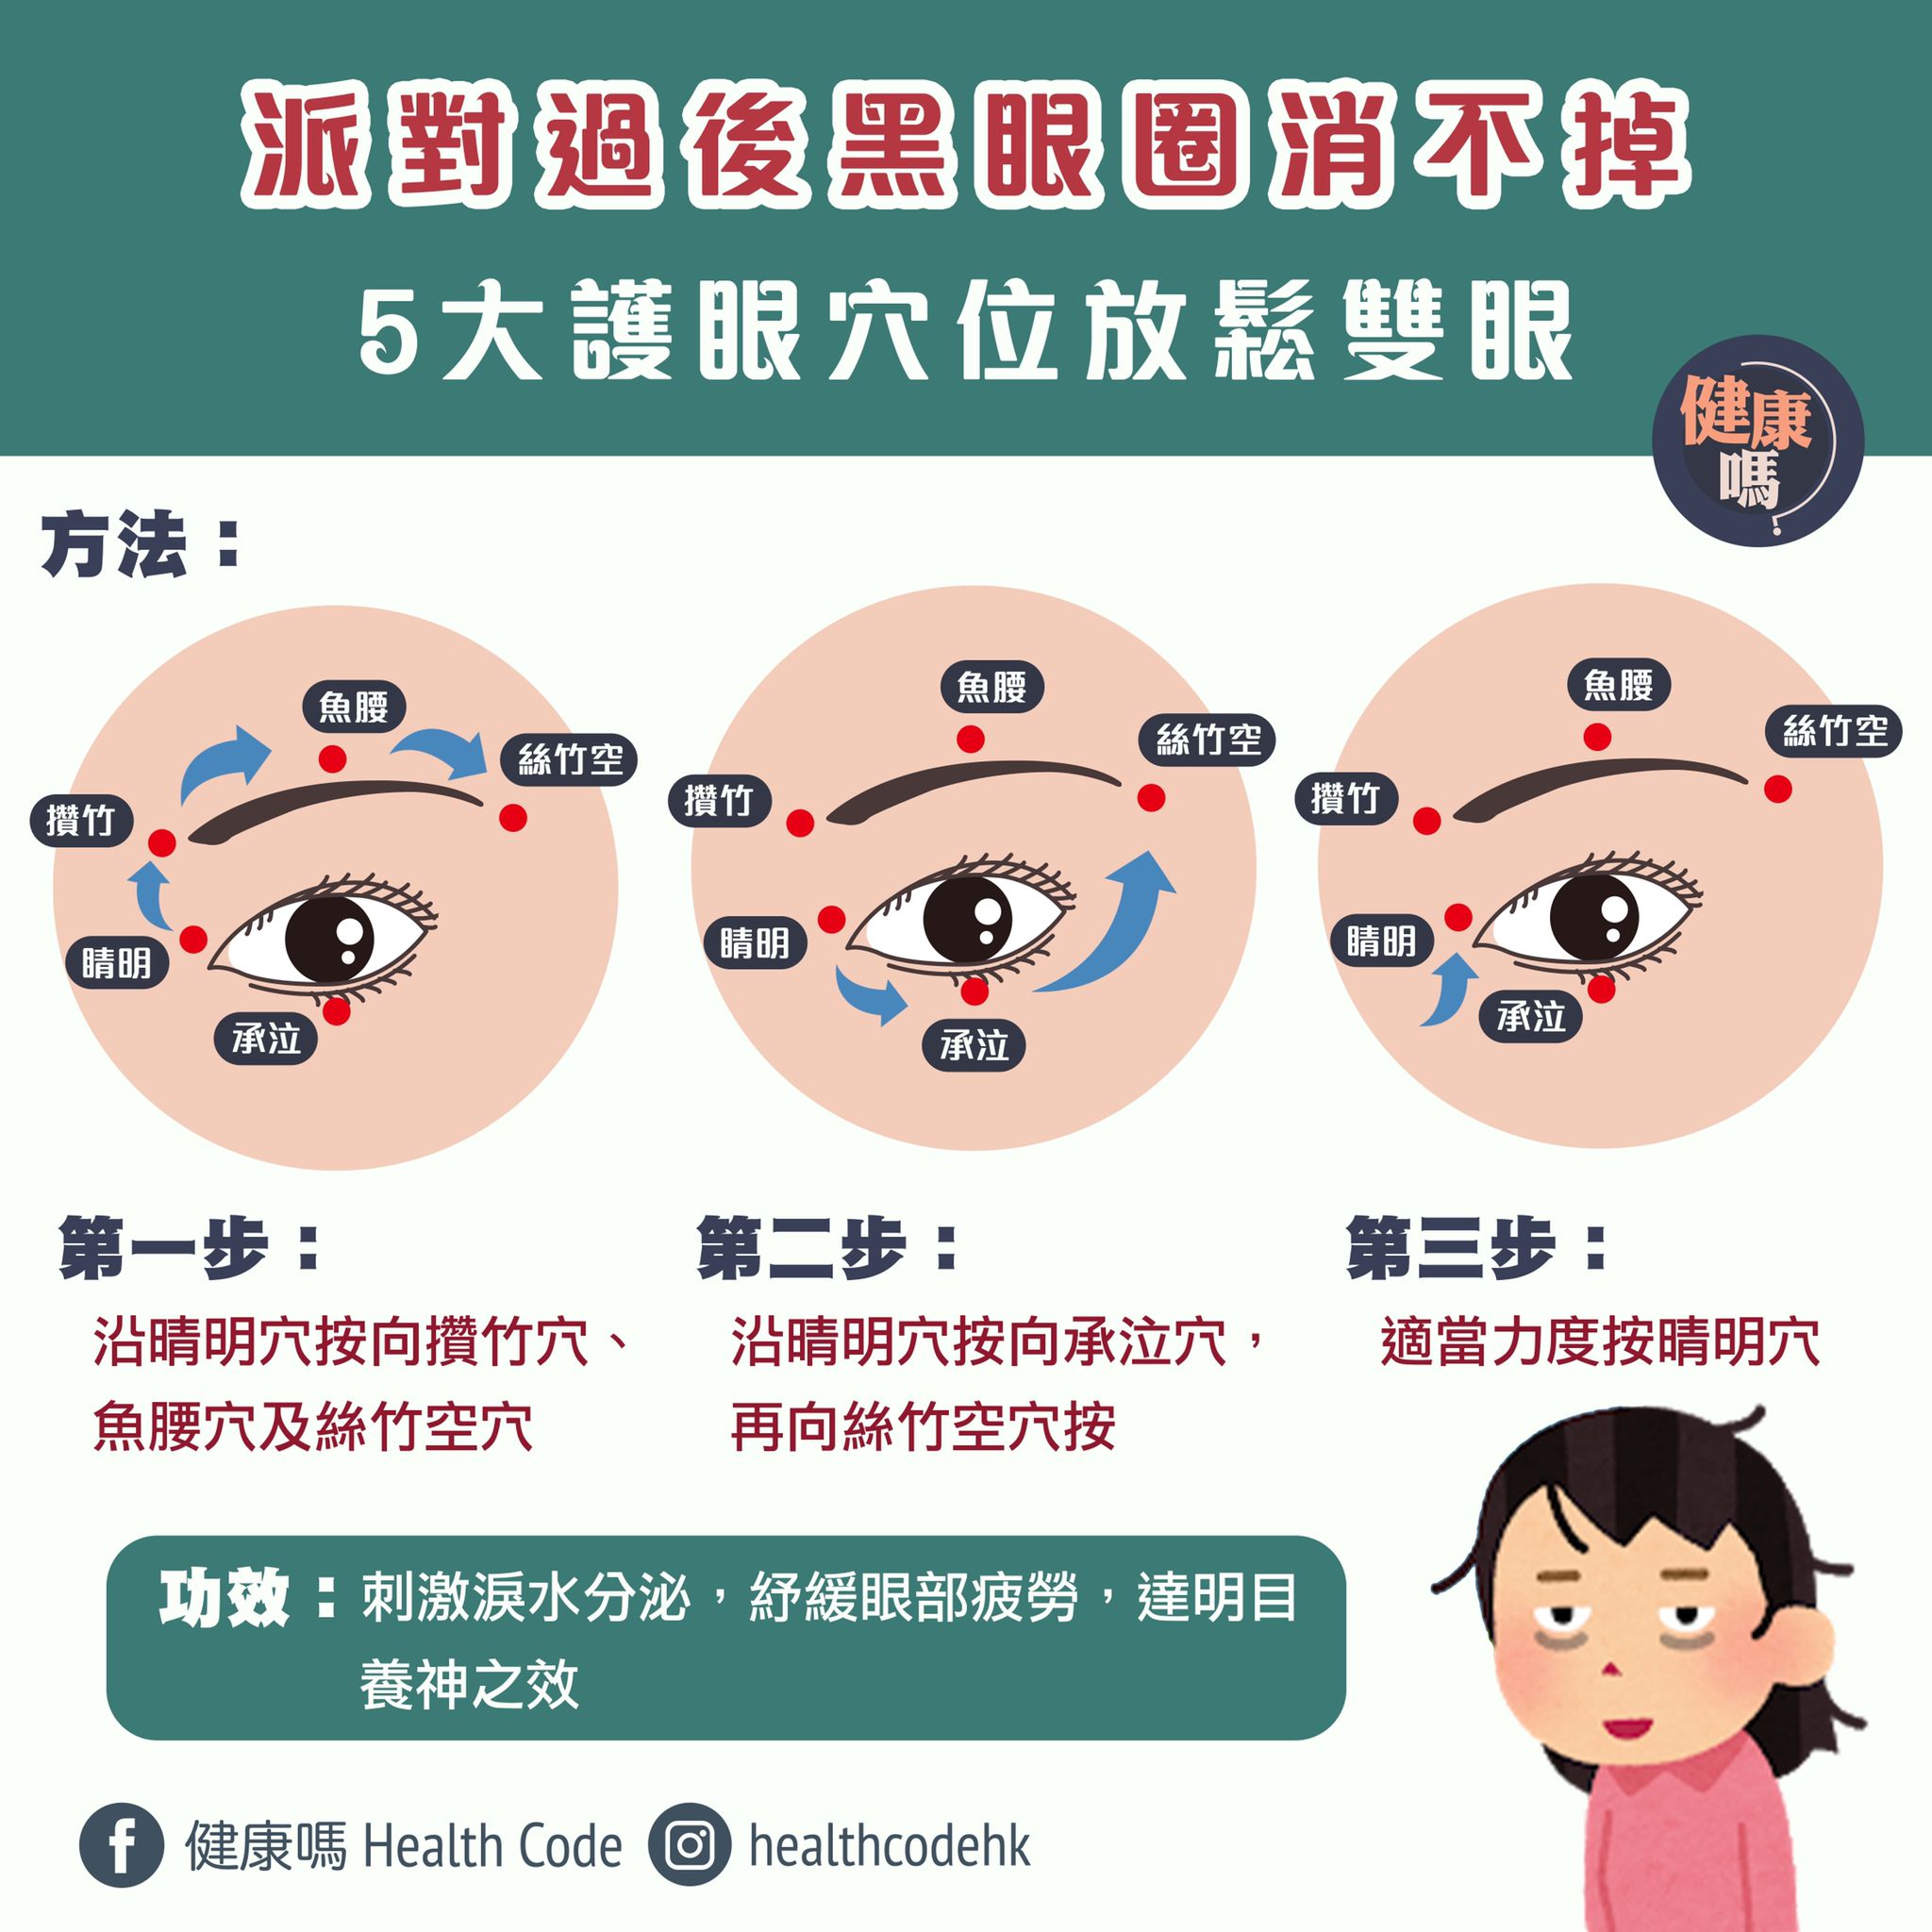 派對過後黑眼圈消不掉
5大護眼穴位放鬆雙眼
健康
嗎?
方法：
魚腰
絲竹空
攢竹
睛明
承泣
魚腰
絲竹空
攢竹
睛明
承泣
魚腰
絲竹空
攢竹
睛明
承泣
第一步：
沿睛明穴按向攢竹穴、
魚腰穴及絲竹空穴
第二步：
沿睛明穴按向承泣穴，
再向絲竹空穴按
第三步：
適當力度按睛明穴
功效：刺激淚水分泌，紓緩眼部疲勞，達明目
養神之效
健康嗎 Health Code
healthcodehk